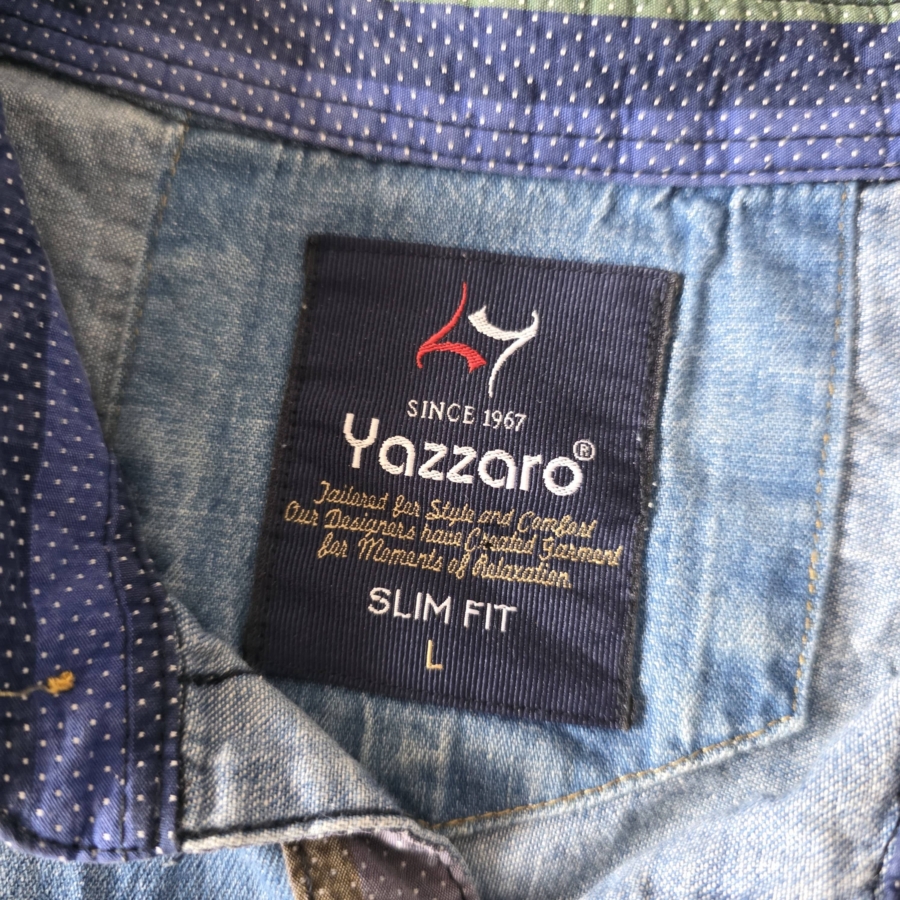 SINCE 1967
Yazzaro®
Tailored for Style and Comfort
Our Designers have Created Garment
for Moments of Relaxation
SLIM FIT
L